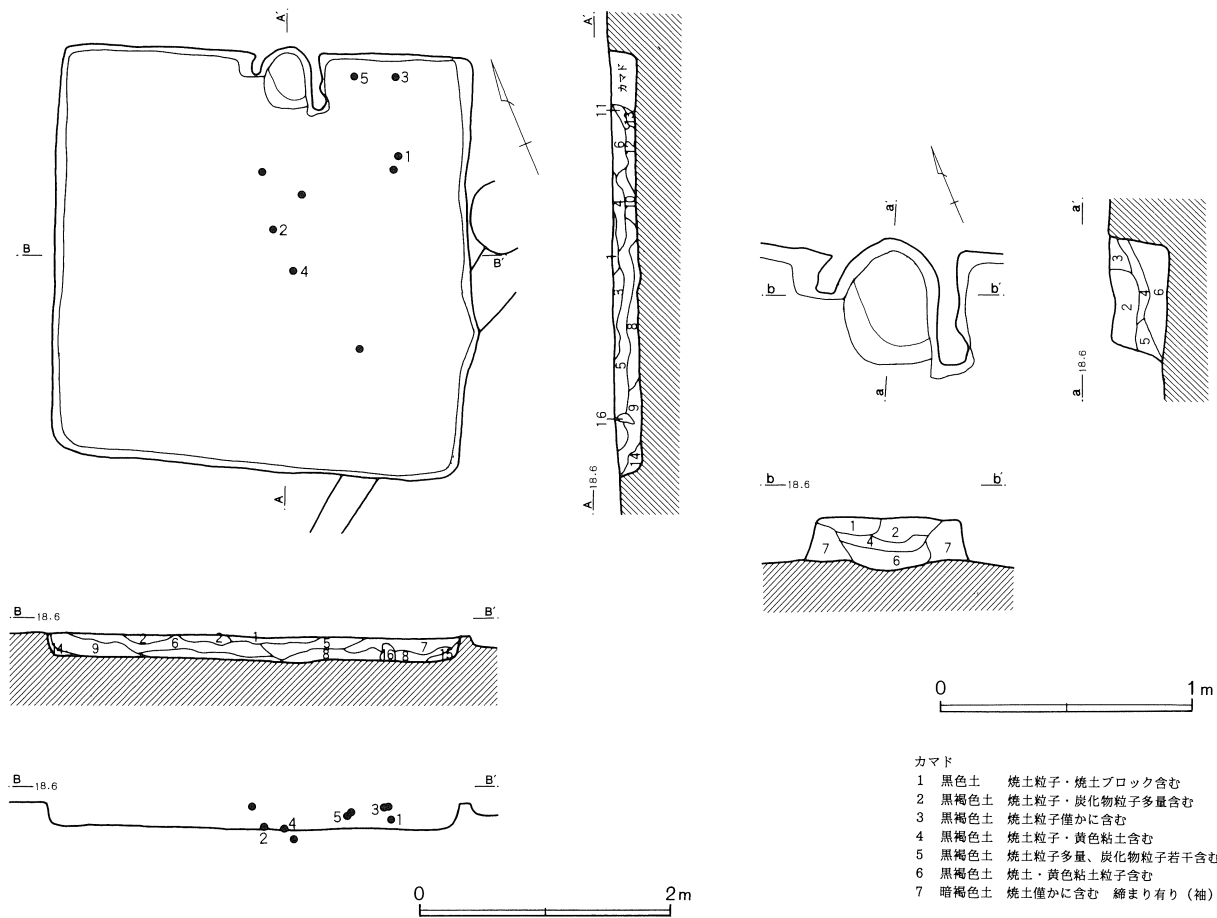 A′
5 3
1
2
4
B B′
A
A′
カマド
11 13
6 12
4 10
1
3
8
5
9
16
14
A 18.6
a′
b b′
a
a′
3
2 4 6
5
a 18.6
b 18.6 b′
1 2
4
7 6 7
B 18.6 B′
2 6 2 1 5 7
14 9 8 16 8 15
B 18.6 B′
3
5 1
2 4
0 2m
0 1m
カマド
1 黒色土 焼土粒子・焼土ブロック含む
2 黒褐色土 焼土粒子・炭化物粒子多量含む
3 黒褐色土 焼土粒子僅かに含む
4 黒褐色土 焼土粒子・黄色粘土含む
5 黒褐色土 焼土粒子多量、炭化物粒子若干含む
6 黒褐色土 焼土・黄色粘土粒子含む
7 暗褐色土 焼土僅かに含む 締まり有り（袖）